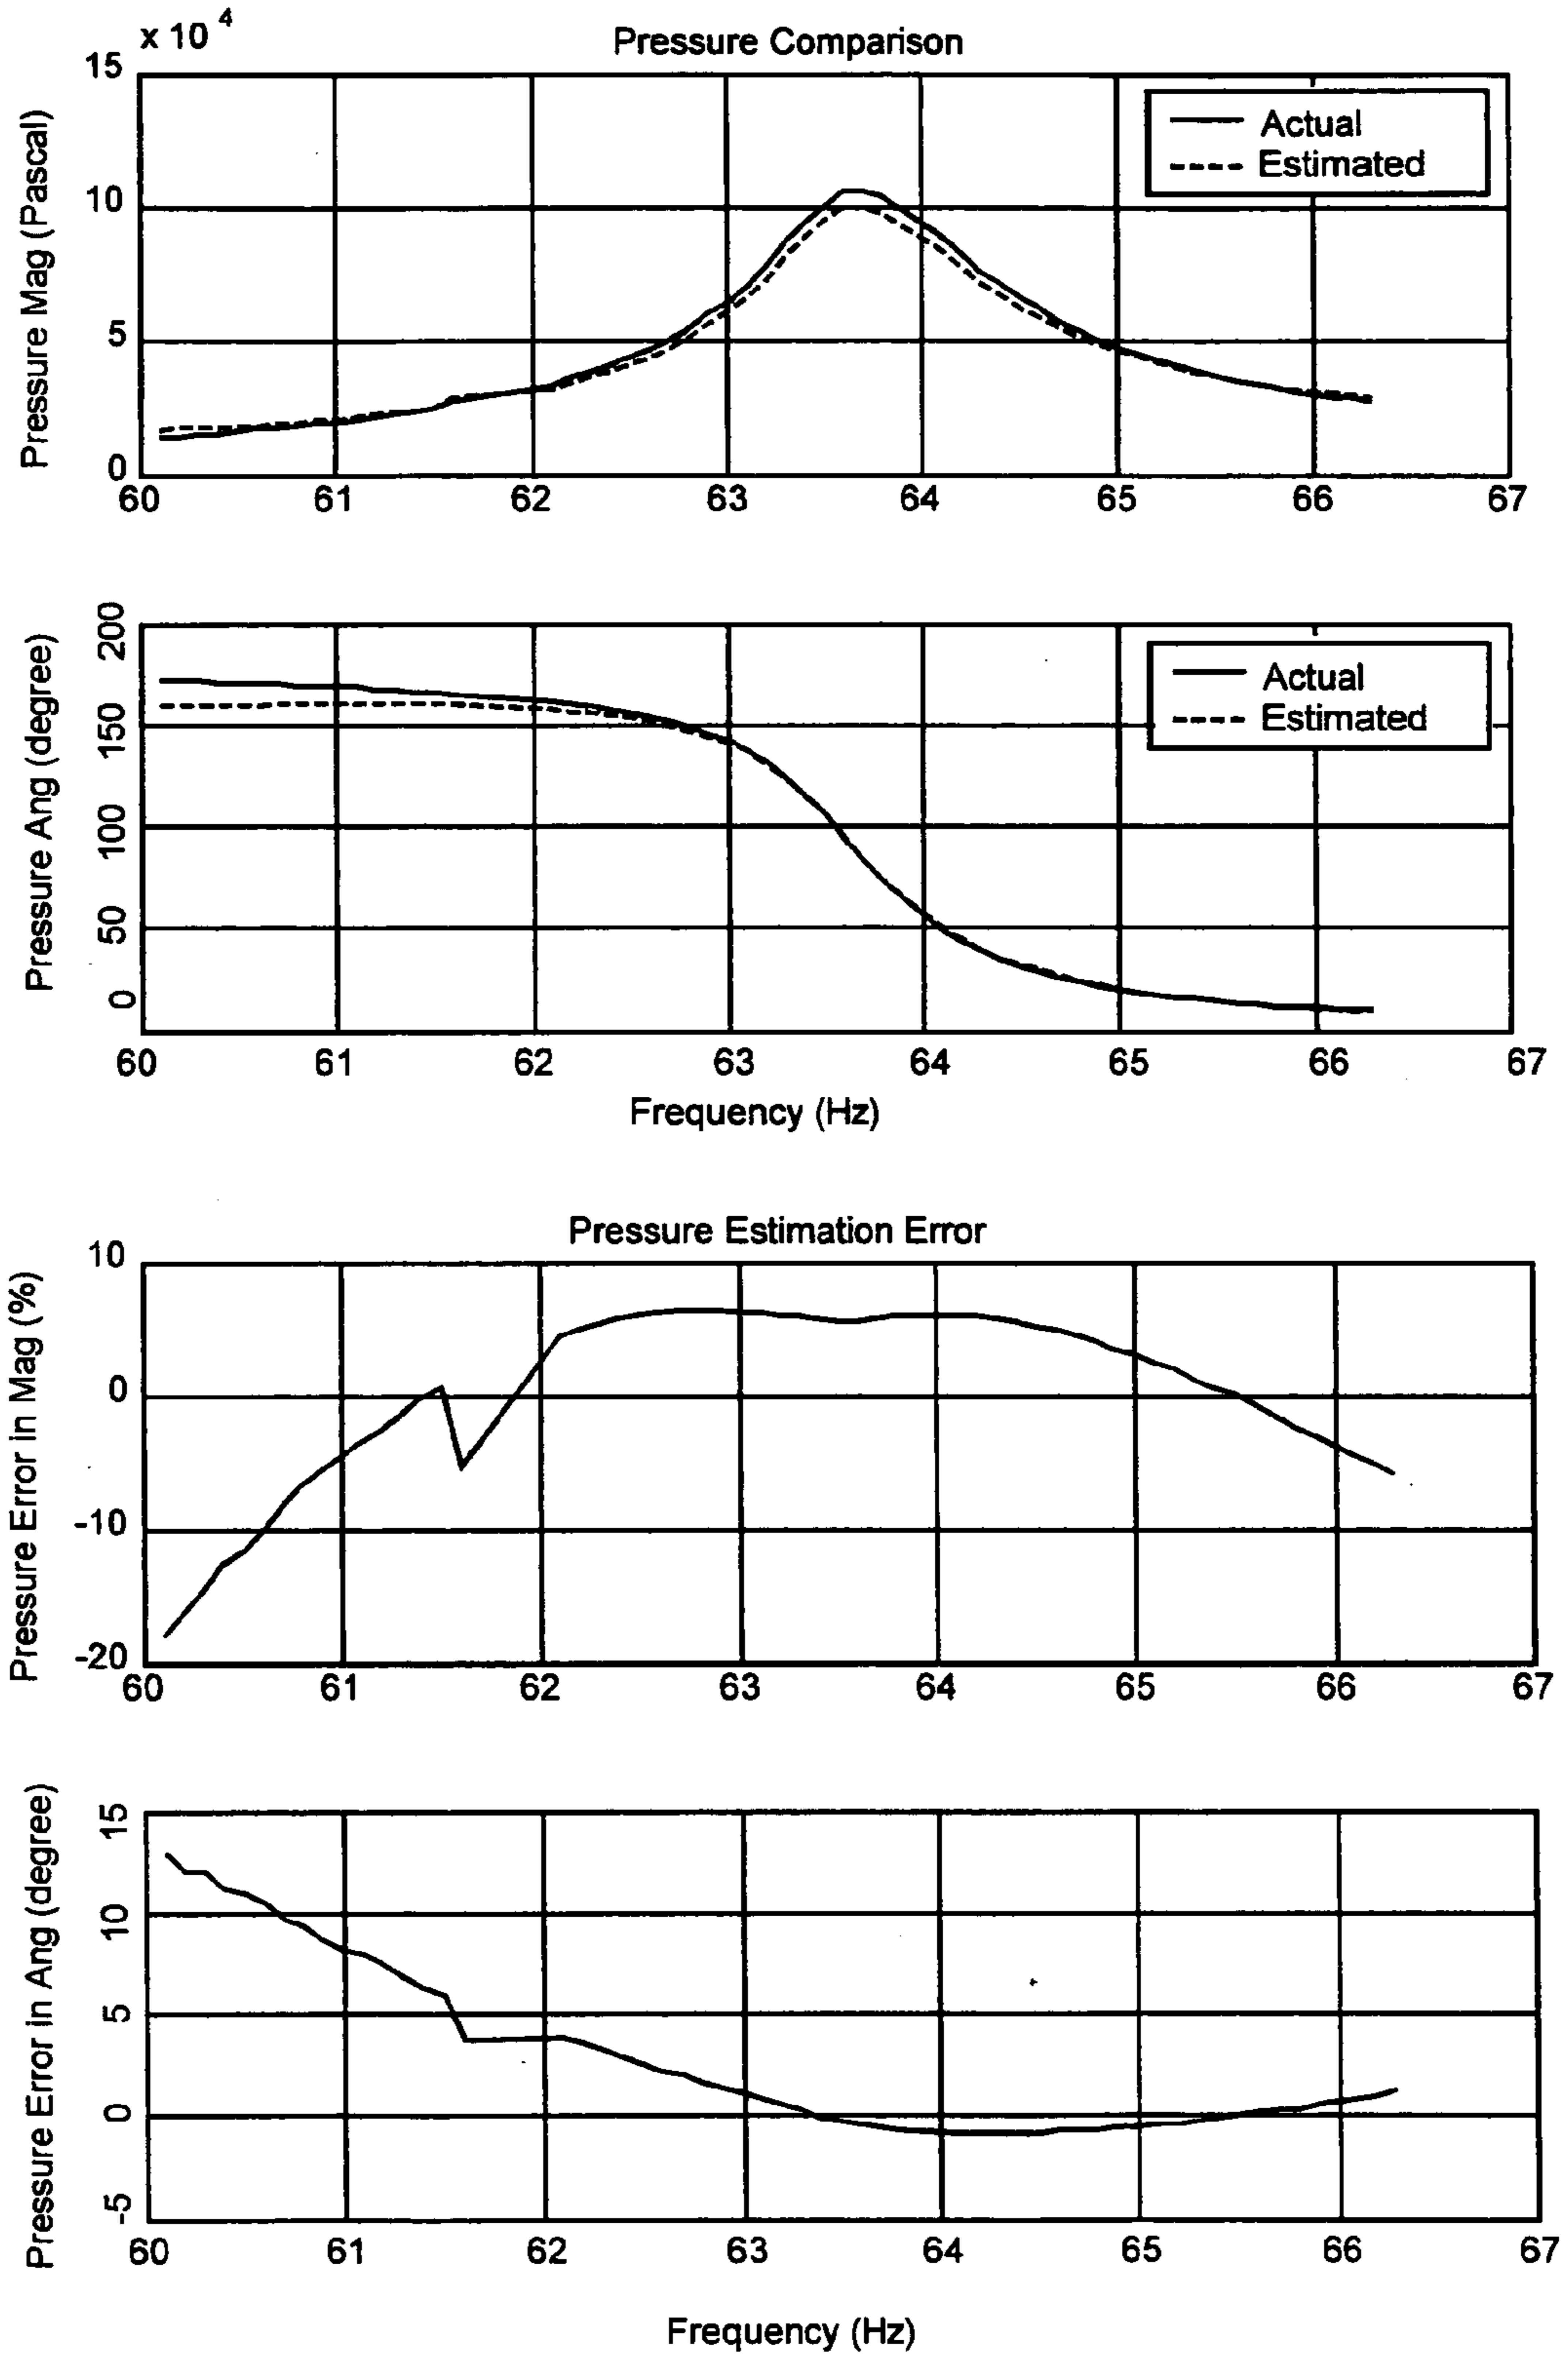 x 10 4
Pressure Comparison
15
10
5
0
Pressure Mag (Pascal)
Actual
Estimated
60 61 62 63 64 65 66 67
200
150
100
50
0
Pressure Ang (degree)
Actual
Estimated
60 61 62 63 64 65 66 67
Frequency (Hz)
Pressure Estimation Error
10
0
-10
-20
Pressure Error in Mag (%)
60 61 62 63 64 65 66 67
15
10
5
0
-5
Pressure Error in Ang (degree)
60 61 62 63 64 65 66 67
Frequency (Hz)